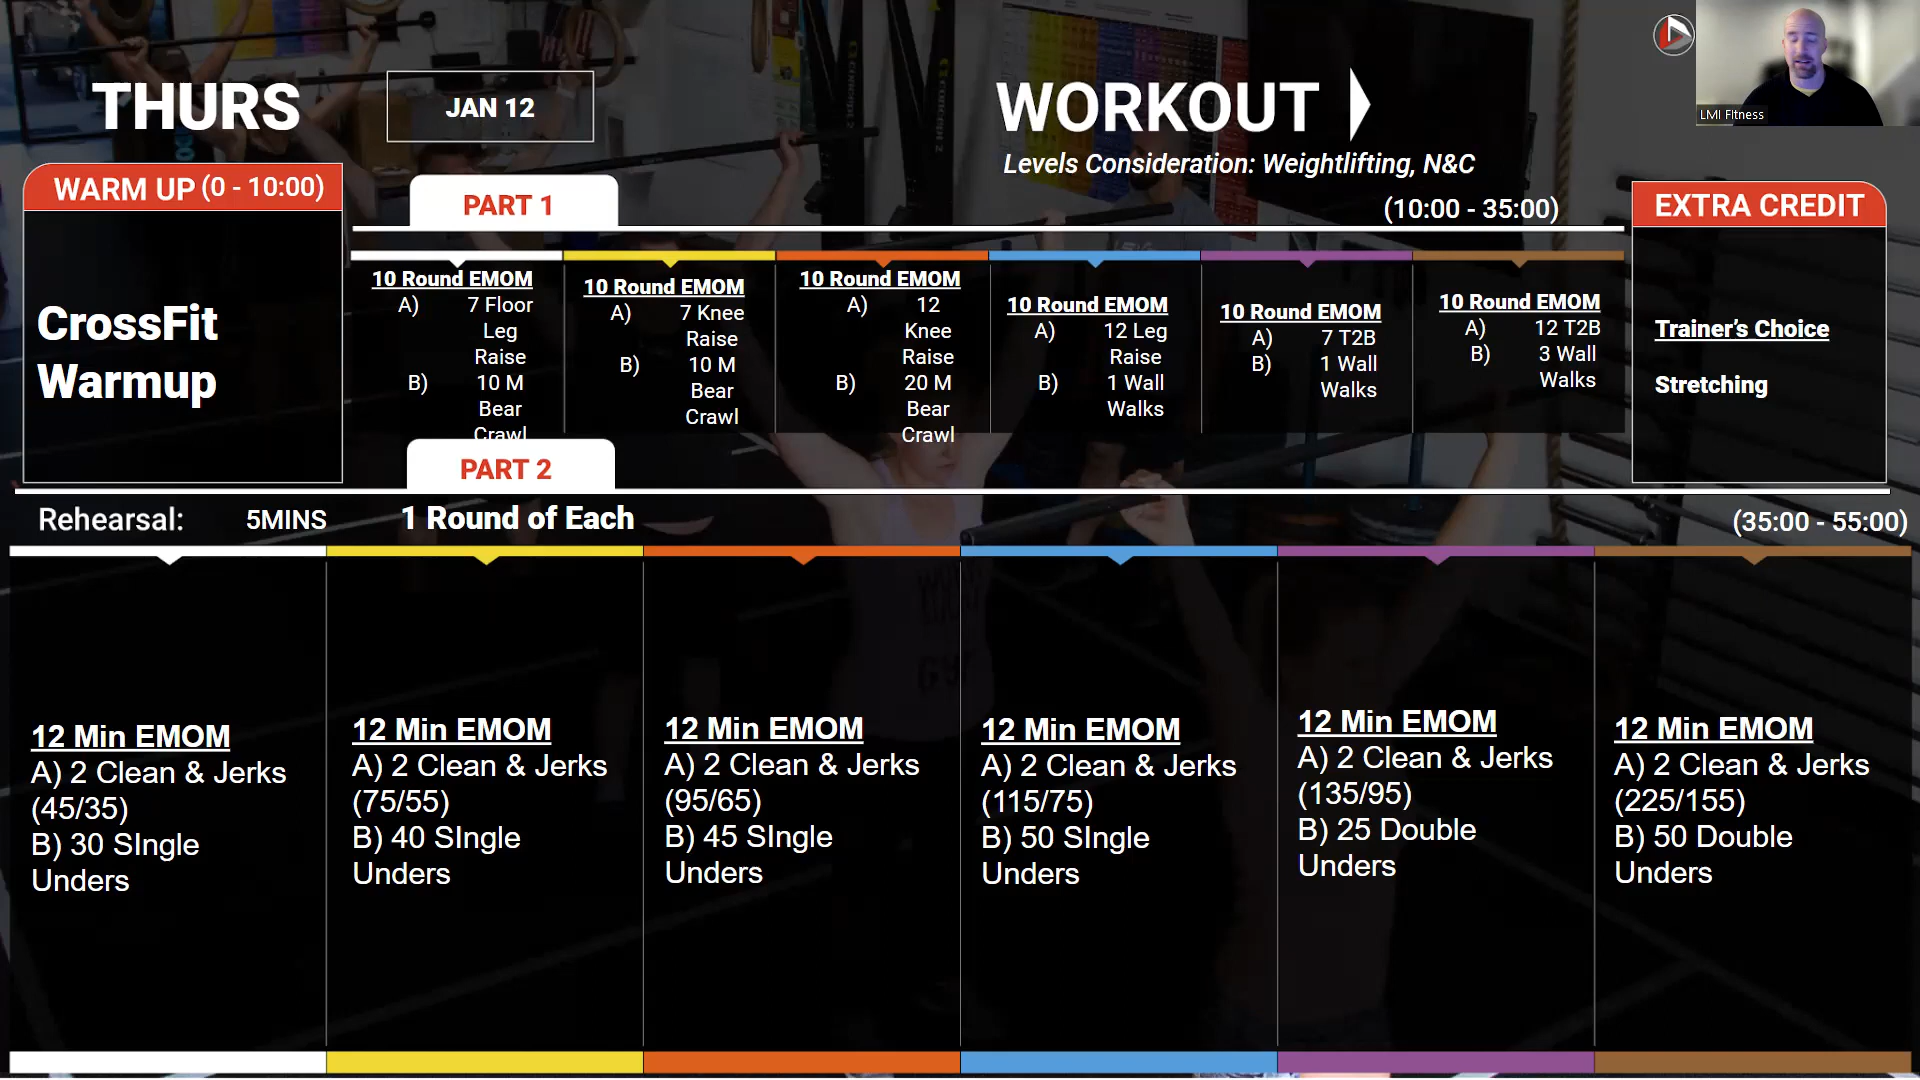 THURS
JAN 12
WORKOUT
Levels Consideration: Weightlifting, N&C
LMI FItness
WARM UP (0 - 10:00)
CrossFit
Warmup
PART 1
(10:00 - 35:00)
10 Round EMOM
A) 7 Floor
Leg
Raise
B) 10 M
Bear
Crawl
10 Round EMOM
A) 7 Knee
Raise
B) 10 M
Bear
Crawl
10 Round EMOM
A) 12
Knee
Raise
B) 20 M
Bear
Crawl
10 Round EMOM
A) 12 Leg
Raise
B) 1 Wall
Walks
10 Round EMOM
A) 7 T2B
B) 1 Wall
Walks
10 Round EMOM
A) 12 T2B
B) 3 Wall
Walks
EXTRA CREDIT
Trainer's Choice
Stretching
PART 2
Rehearsal: 5MINS 1 Round of Each
(35:00 - 55:00)
12 Min EMOM
A) 2 Clean & Jerks
(45/35)
B) 30 SIngle
Unders
12 Min EMOM
A) 2 Clean & Jerks
(75/55)
B) 40 SIngle
Unders
12 Min EMOM
A) 2 Clean & Jerks
(95/65)
B) 45 SIngle
Unders
12 Min EMOM
A) 2 Clean & Jerks
(115/75)
B) 50 SIngle
Unders
12 Min EMOM
A) 2 Clean & Jerks
(135/95)
B) 25 Double
Unders
12 Min EMOM
A) 2 Clean & Jerks
(225/155)
B) 50 Double
Unders